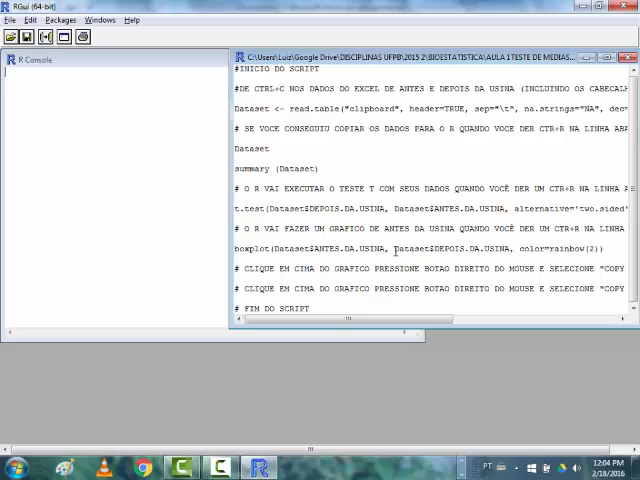 RGui (64-bit)
File Edit Packages Windows Help
R Console
C:\Users\Luiz\Google Drive\DISCIPLINAS UFPB\2015 2\BIOESTATISTICA\AULA 1TESTE DE MEDIAS...
#INICIO DO SCRIPT
#DE CTRL+C NOS DADOS DO EXCEL DE ANTES E DEPOIS DA USINA (INCLUINDO OS CABECALH
Dataset <- read.table("clipboard", header=TRUE, sep="\t", na.strings="NA", dec=
# SE VOCE CONSEGUIU COPIAR OS DADOS PARA O R QUANDO VOCE DER CTR+R NA LINHA ABA
Dataset
summary (Dataset)
# O R VAI EXECUTAR O TESTE T COM SEUS DADOS QUANDO VOCÊ DER UM CTR+R NA LINHA A
t.test(Dataset$DEPOIS.DA.USINA, Dataset$ANTES.DA.USINA, alternative='two.sided'
# O R VAI FAZER UM GRAFICO DE ANTES DA USINA QUANDO VOCÊ DER UM CTR+R NA LINHA
boxplot(Dataset$ANTES.DA.USINA, Dataset$DEPOIS.DA.USINA, color=rainbow(2))
# CLIQUE EM CIMA DO GRAFICO PRESSIONE BOTAO DIREITO DO MOUSE E SELECIONE "COPY
# CLIQUE EM CIMA DO GRAFICO PRESSIONE BOTAO DIREITO DO MOUSE E SELECIONE "COPY
# FIM DO SCRIPT
PT
12:04 PM
2/18/2016